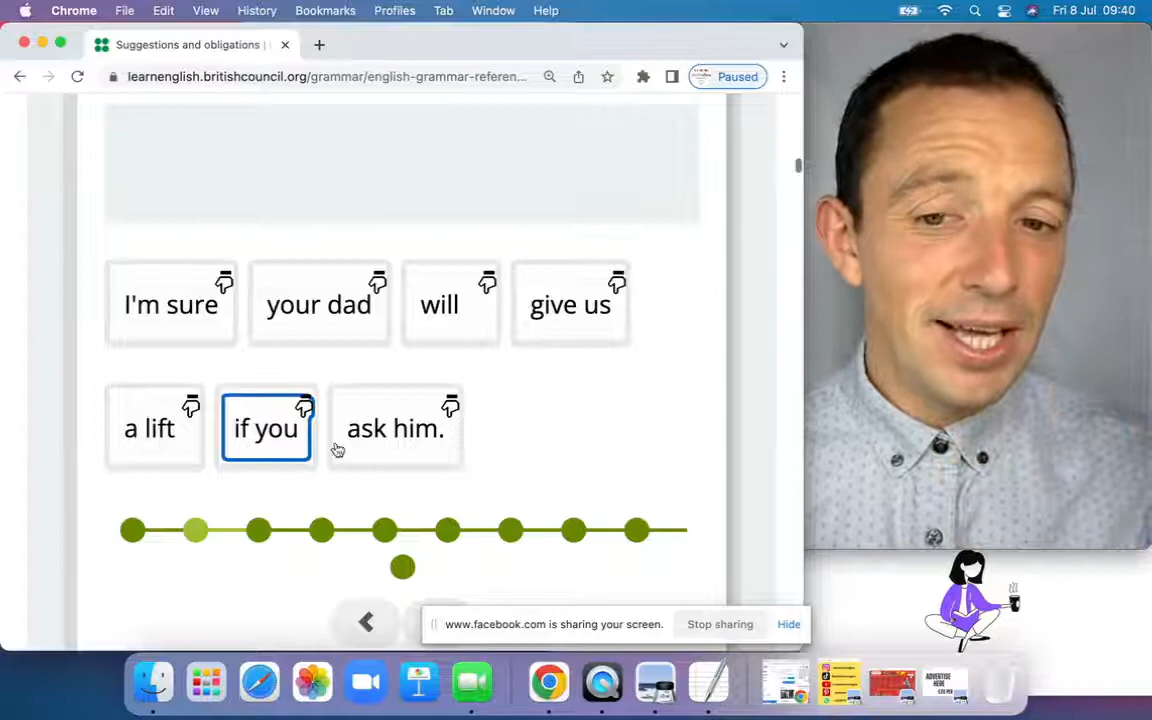 Chrome File Edit View History Bookmarks Profiles Tab Window Help Fri 8 Jul 09:40
Suggestions and obligations |
learnenglish.britishcouncil.org/grammar/english-grammar-referen... Paused
I'm sure your dad will give us
a lift if you ask him.
www.facebook.com is sharing your screen. Stop sharing Hide
ADVERTISE
HERE